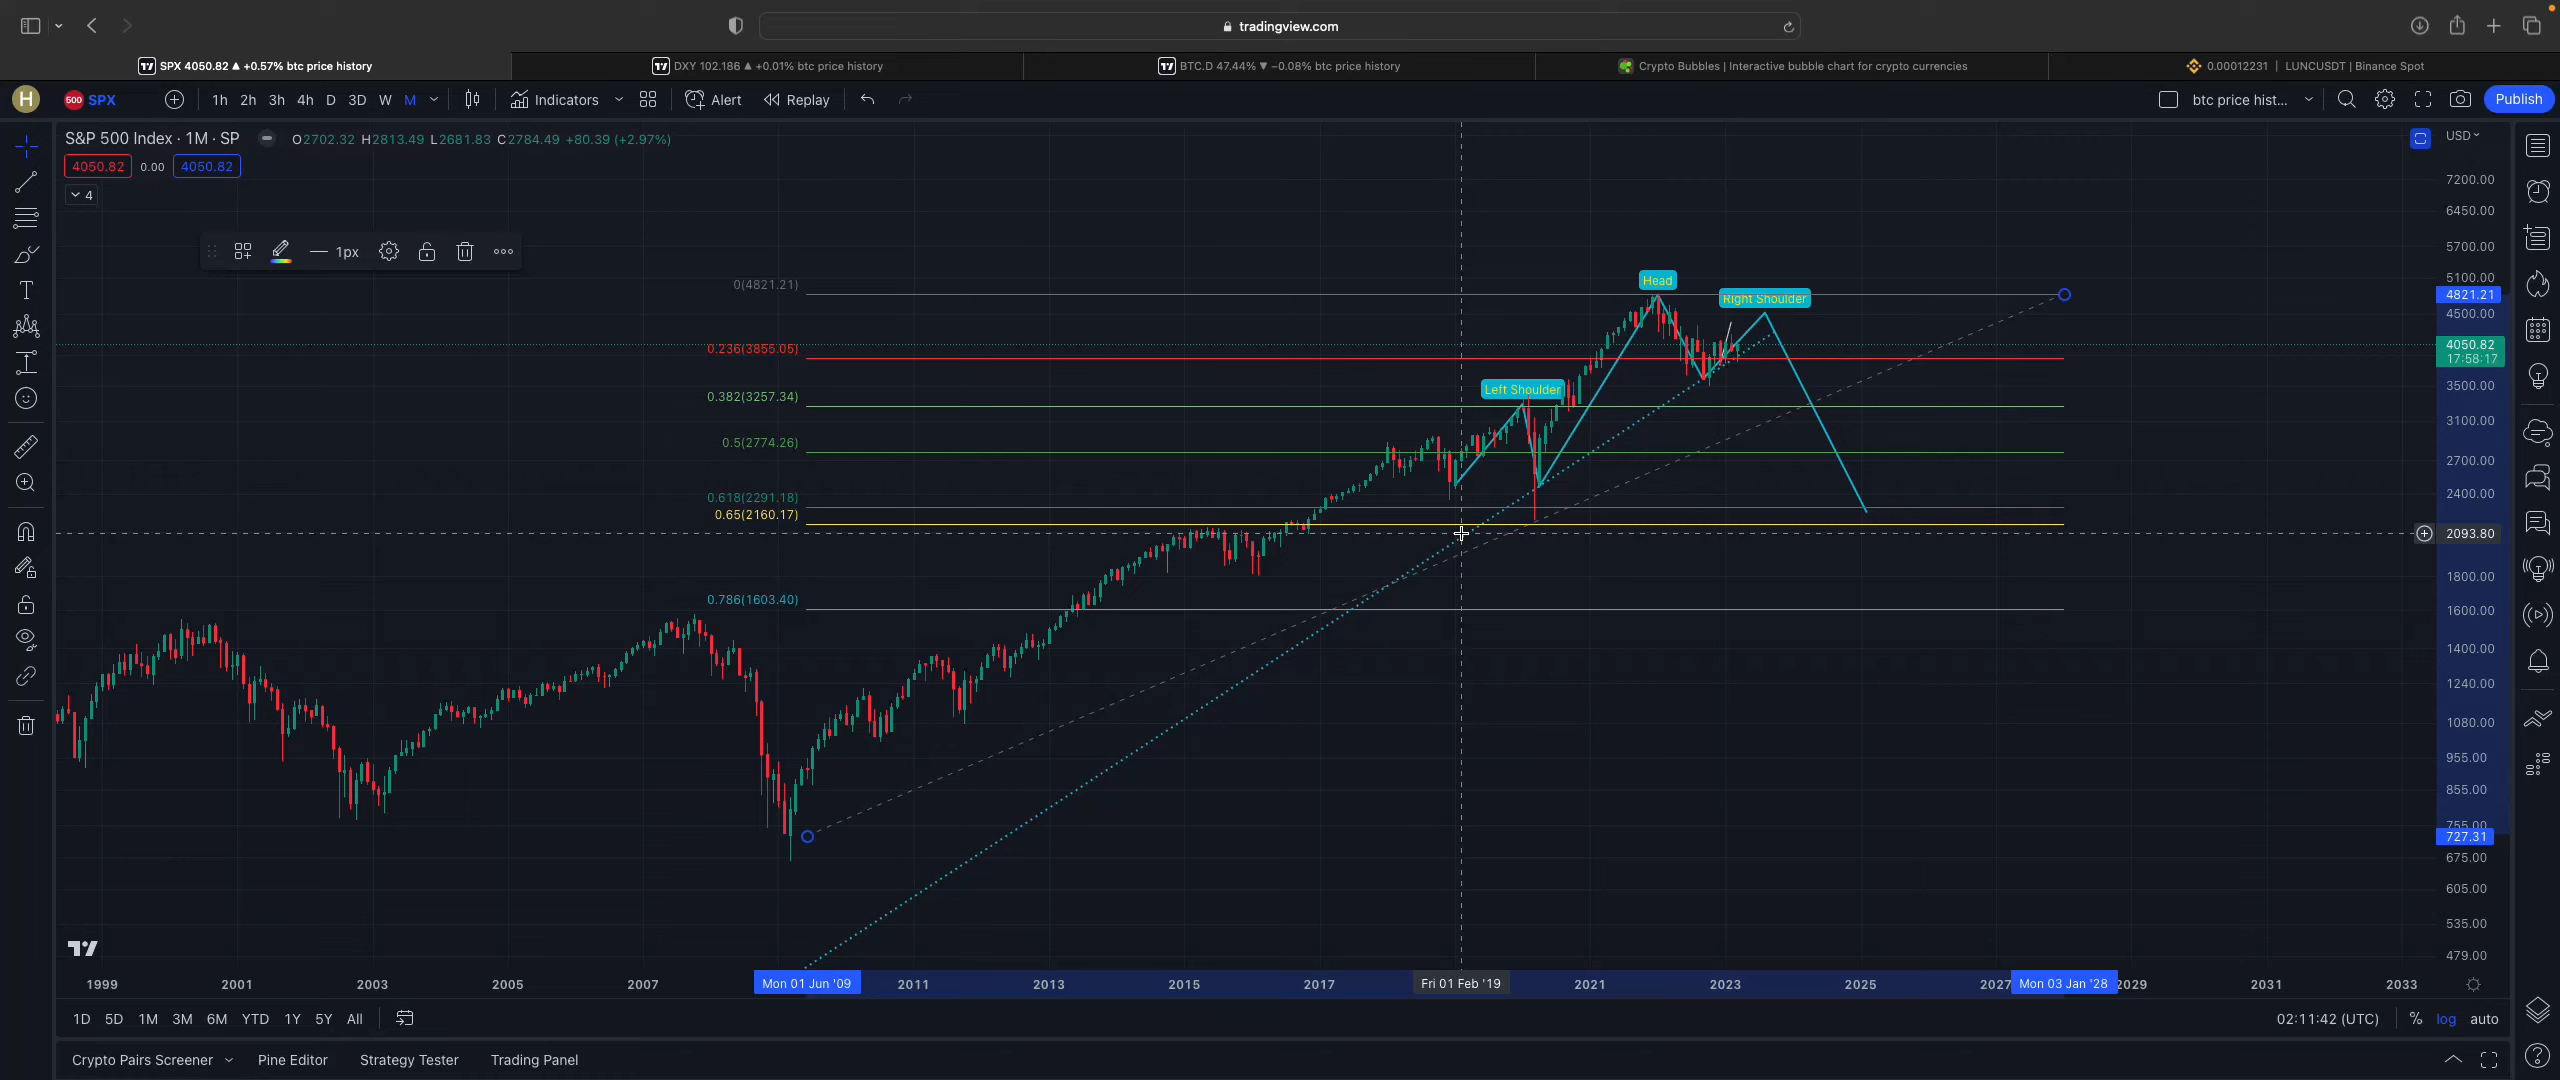 tradingview.com
SPX 4050.82 ▲ +0.57% btc price history
DXY 102.186 ▲ +0.01% btc price history
BTC.D 47.44% ▼ −0.08% btc price history
Crypto Bubbles | Interactive bubble chart for crypto currencies
0.00012231 | LUNCUSDT | Binance Spot
H
500 SPX
1h 2h 3h 4h D 3D W M
Indicators
Alert
Replay
btc price hist...
Publish
S&P 500 Index · 1M · SP
O2702.32 H2813.49 L2681.83 C2784.49 +80.39 (+2.97%)
USD
4050.82 0.00 4050.82
4
1px
7200.00
6450.00
5700.00
5100.00
4821.21
4500.00
4050.82
17:58:17
3500.00
3100.00
2700.00
2400.00
2093.80
1800.00
1600.00
1400.00
1240.00
1080.00
955.00
855.00
755.00
727.31
675.00
605.00
535.00
479.00
0(4821.21)
0.236(3855.05)
0.382(3257.34)
0.5(2774.26)
0.618(2291.18)
0.65(2160.17)
0.786(1603.40)
Head
Right Shoulder
Left Shoulder
1999 2001 2003 2005 2007 Mon 01 Jun '09 2011 2013 2015 2017 Fri 01 Feb '19 2021 2023 2025 2027 Mon 03 Jan '28 2029 2031 2033
1D 5D 1M 3M 6M YTD 1Y 5Y All
02:11:42 (UTC) % log auto
Crypto Pairs Screener Pine Editor Strategy Tester Trading Panel